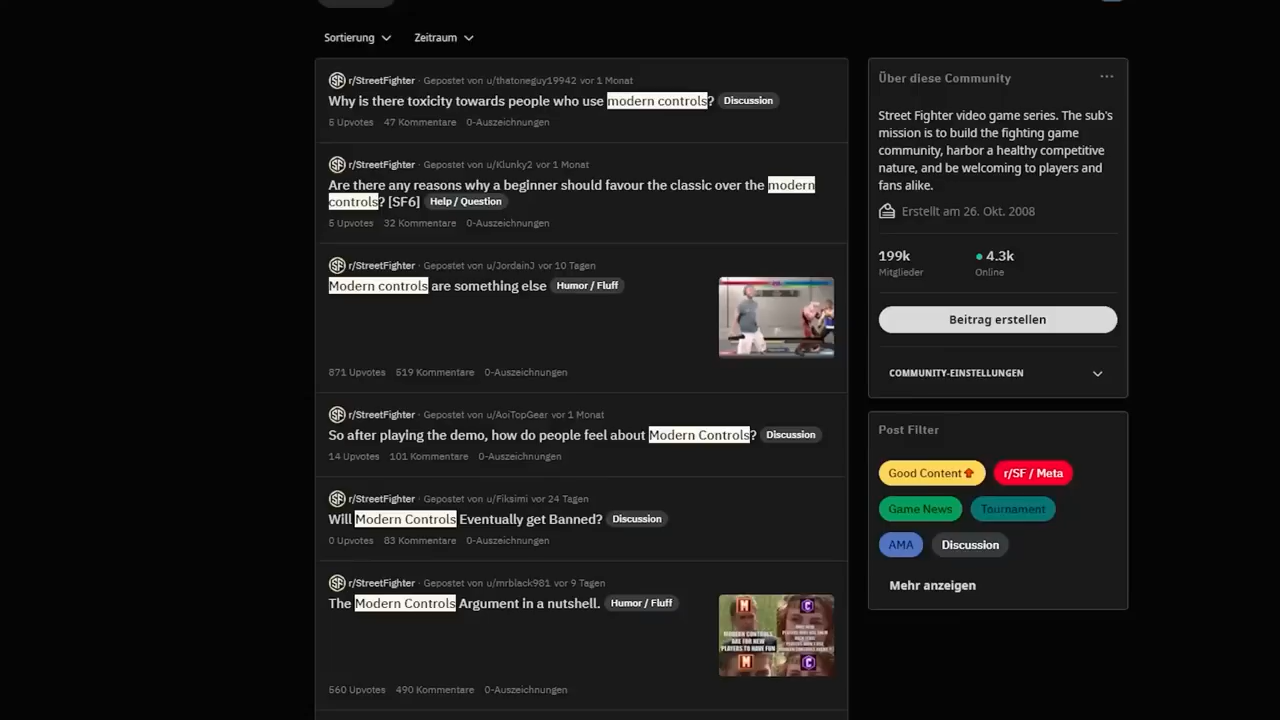 Sortierung Zeitraum
r/StreetFighter · Gepostet von u/thatoneguy19942 vor 1 Monat
Why is there toxicity towards people who use modern controls? Discussion
5 Upvotes 47 Kommentare 0-Auszeichnungen
r/StreetFighter · Gepostet von u/Klunky2 vor 1 Monat
Are there any reasons why a beginner should favour the classic over the modern
controls? [SF6] Help / Question
5 Upvotes 32 Kommentare 0-Auszeichnungen
r/StreetFighter · Gepostet von u/JordainJ vor 10 Tagen
Modern controls are something else Humor / Fluff
871 Upvotes 519 Kommentare 0-Auszeichnungen
r/StreetFighter · Gepostet von u/AoiTopGear vor 1 Monat
So after playing the demo, how do people feel about Modern Controls? Discussion
14 Upvotes 101 Kommentare 0-Auszeichnungen
r/StreetFighter · Gepostet von u/Fiksimi vor 24 Tagen
Will Modern Controls Eventually get Banned? Discussion
0 Upvotes 83 Kommentare 0-Auszeichnungen
r/StreetFighter · Gepostet von u/mrblack981 vor 9 Tagen
The Modern Controls Argument in a nutshell. Humor / Fluff
M C
MODERN CONTROLS
ARE FOR NEW
PLAYERS TO HAVE FUN
M C
560 Upvotes 490 Kommentare 0-Auszeichnungen
Über diese Community
Street Fighter video game series. The sub's
mission is to build the fighting game
community, harbor a healthy competitive
nature, and be welcoming to players and
fans alike.
Erstellt am 26. Okt. 2008
199k 4.3k
Mitglieder Online
Beitrag erstellen
COMMUNITY-EINSTELLUNGEN
Post Filter
Good Content r/SF / Meta
Game News Tournament
AMA Discussion
Mehr anzeigen